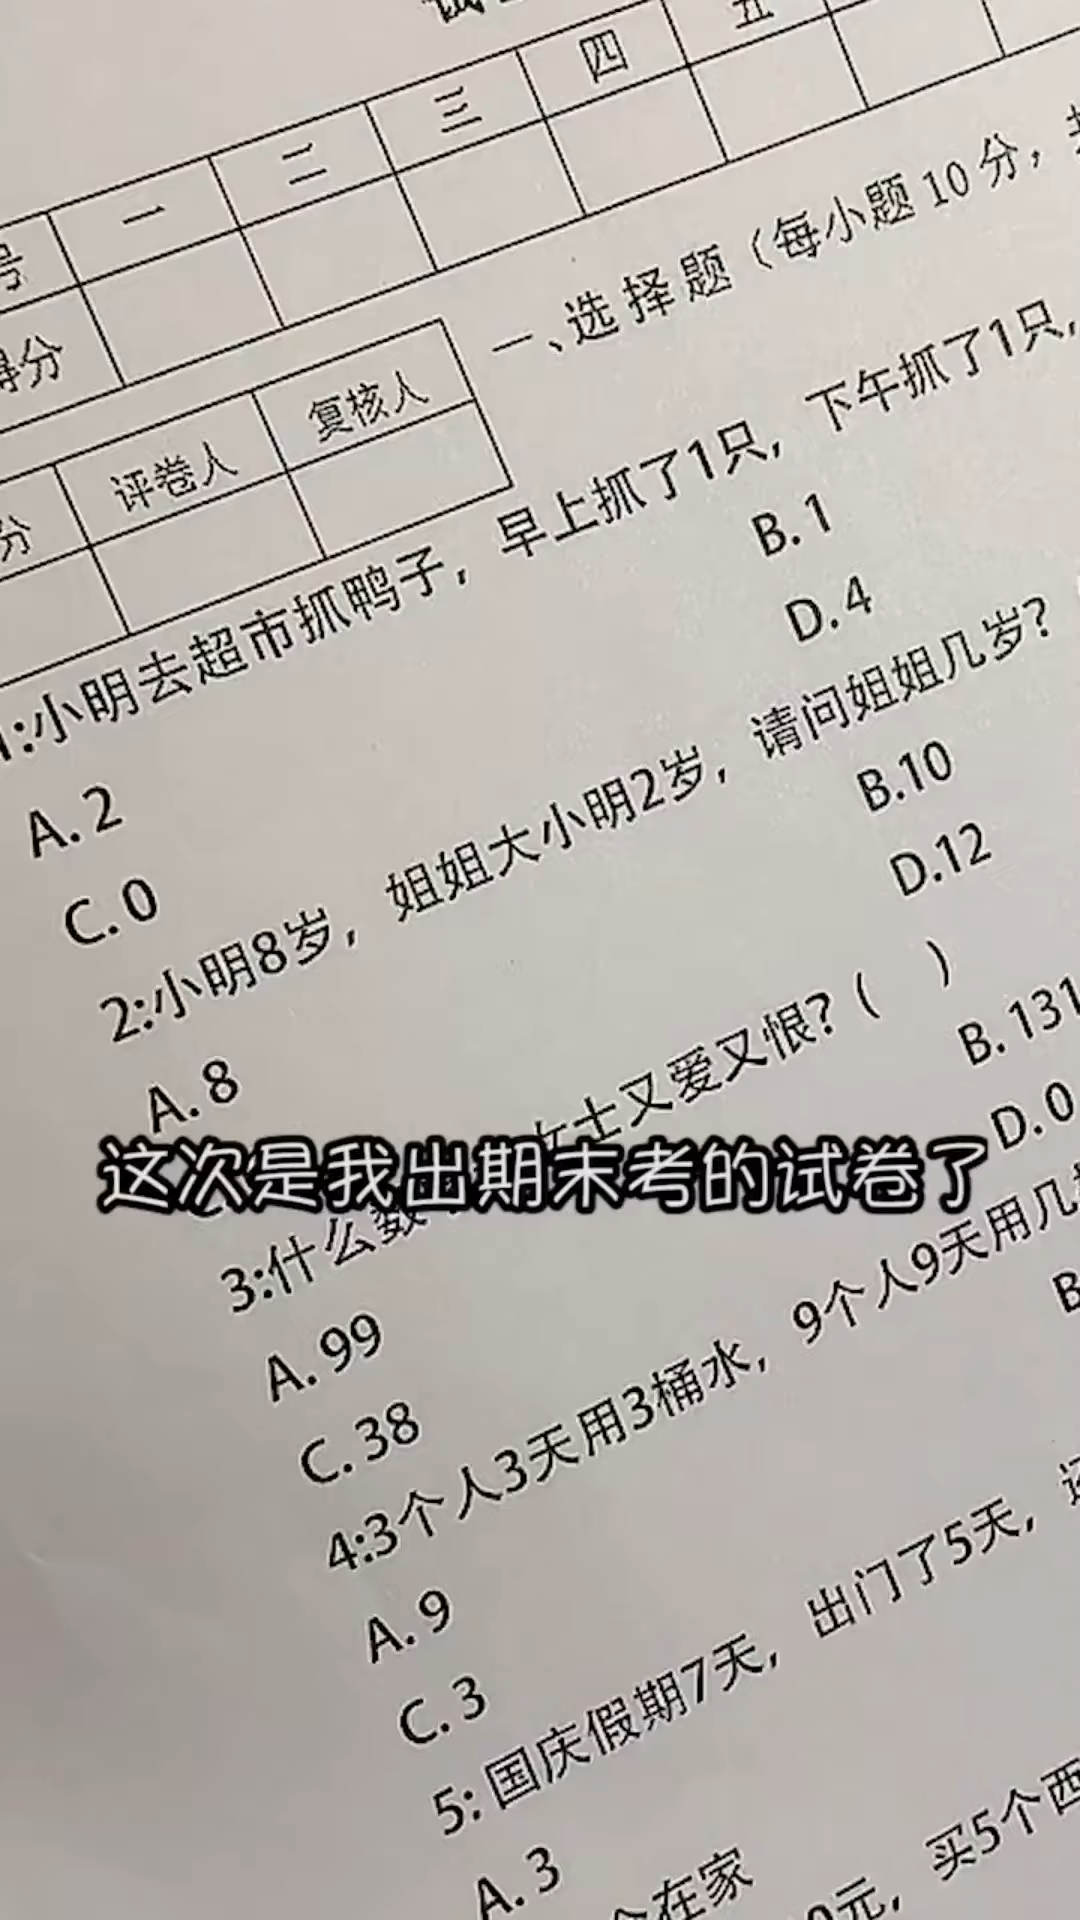 一 二 三 四 五
号
得分
评卷人 复核人
分
一、选择题（每小题10分，
1:小明去超市抓鸭子，早上抓了1只，下午抓了1只，
A. 2 B. 1
C. 0 D. 4
2:小明8岁，姐姐大小明2岁，请问姐姐几岁？
A. 8 B.10
D.12
3:什么数 女士又爱又恨？（ ）
A. 99 B. 131
C. 38 D. 0
4:3个人3天用3桶水，9个人9天用几
A. 9 B
C. 3
5: 国庆假期7天，出门了5天，
A. 3
在家
0元，买5个西
这次是我出期末考的试卷了